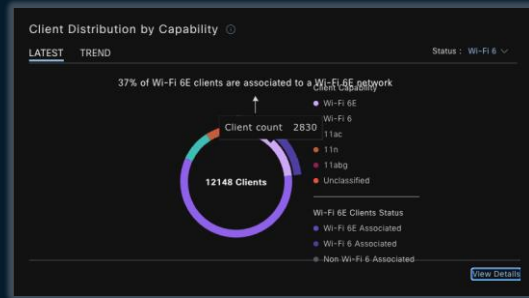 Client Distribution by Capability
LATEST TREND
Status : Wi-Fi 6
37% of Wi-Fi 6E clients are associated to a Wi-Fi 6E network
Client Capability
Wi-Fi 6E
Wi-Fi 6
11ac
11n
11abg
Unclassified
Client count 2830
12148 Clients
Wi-Fi 6E Clients Status
Wi-Fi 6E Associated
Wi-Fi 6 Associated
Non Wi-Fi 6 Associated
View Details